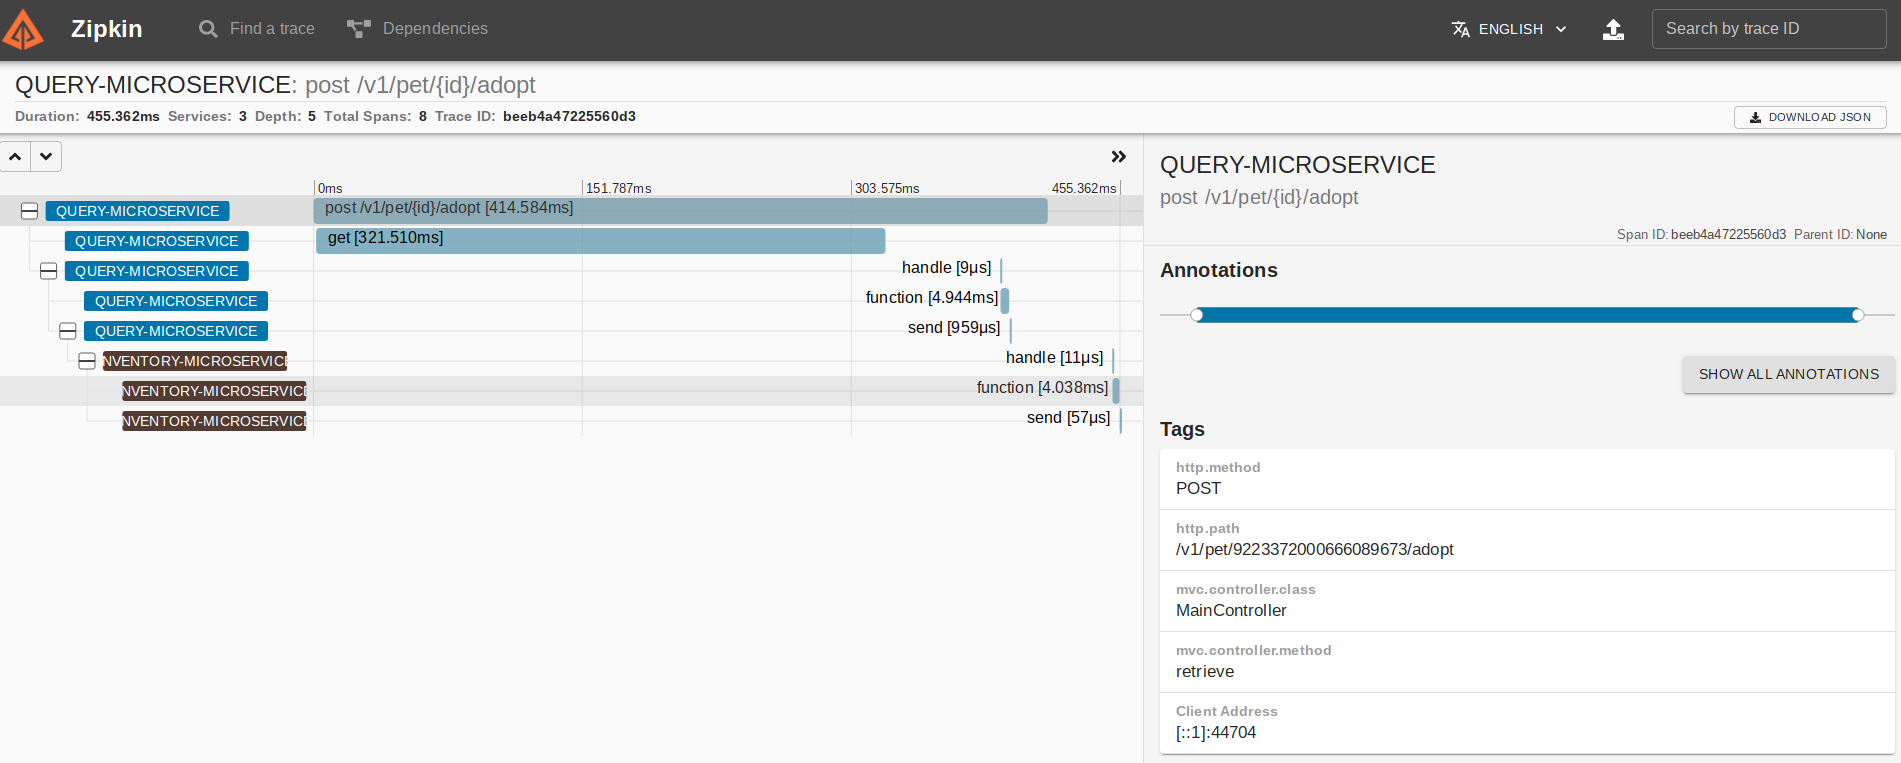 Zipkin
Find a trace
Dependencies
ENGLISH
Search by trace ID
QUERY-MICROSERVICE: post /v1/pet/{id}/adopt
Duration: 455.362ms Services: 3 Depth: 5 Total Spans: 8 Trace ID: beeb4a47225560d3
DOWNLOAD JSON
0ms
151.787ms
303.575ms
455.362ms
QUERY-MICROSERVICE
post /v1/pet/{id}/adopt [414.584ms]
QUERY-MICROSERVICE
get [321.510ms]
QUERY-MICROSERVICE
handle [9μs]
QUERY-MICROSERVICE
function [4.944ms]
QUERY-MICROSERVICE
send [959μs]
NVENTORY-MICROSERVICE
handle [11μs]
NVENTORY-MICROSERVICE
function [4.038ms]
NVENTORY-MICROSERVICE
send [57μs]
QUERY-MICROSERVICE
post /v1/pet/{id}/adopt
Span ID: beeb4a47225560d3 Parent ID: None
Annotations
SHOW ALL ANNOTATIONS
Tags
http.method
POST
http.path
/v1/pet/9223372000666089673/adopt
mvc.controller.class
MainController
mvc.controller.method
retrieve
Client Address
[::1]:44704